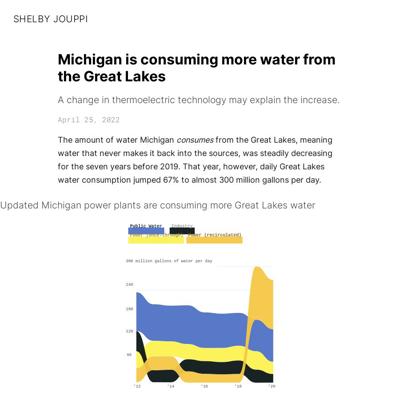 SHELBY JOUPPI
Michigan is consuming more water from
the Great Lakes
A change in thermoelectric technology may explain the increase.
April 25, 2022
The amount of water Michigan consumes from the Great Lakes, meaning
water that never makes it back into the sources, was steadily decreasing
for the seven years before 2019. That year, however, daily Great Lakes
water consumption jumped 67% to almost 300 million gallons per day.
Updated Michigan power plants are consuming more Great Lakes water
Public Water Industry
Power (once-through) Power (recirculated)
300 million gallons of water per day
240
180
120
60
'12 '14 '16 '18 '20